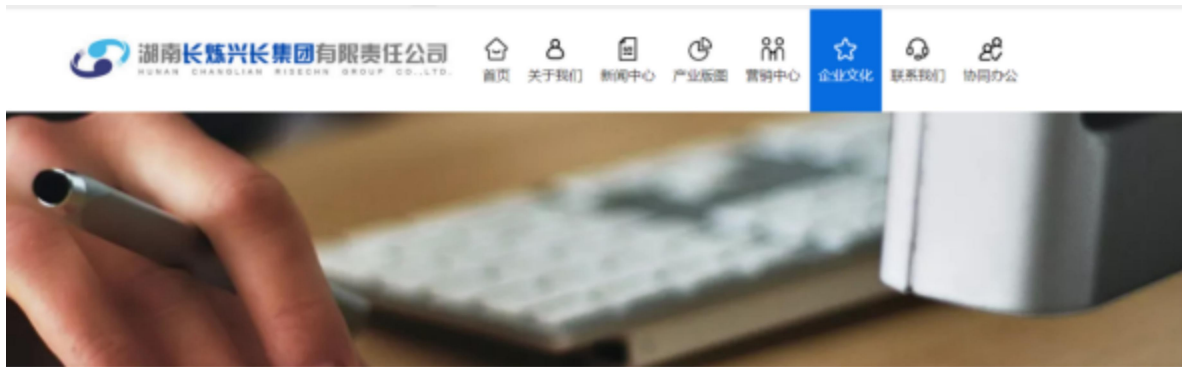 湖南长炼兴长集团有限责任公司
HUNAN CHANGLIAN RISECHN GROUP CO.,LTD.
首页 关于我们 新闻中心 产业版图 营销中心 企业文化 联系我们 协同办公